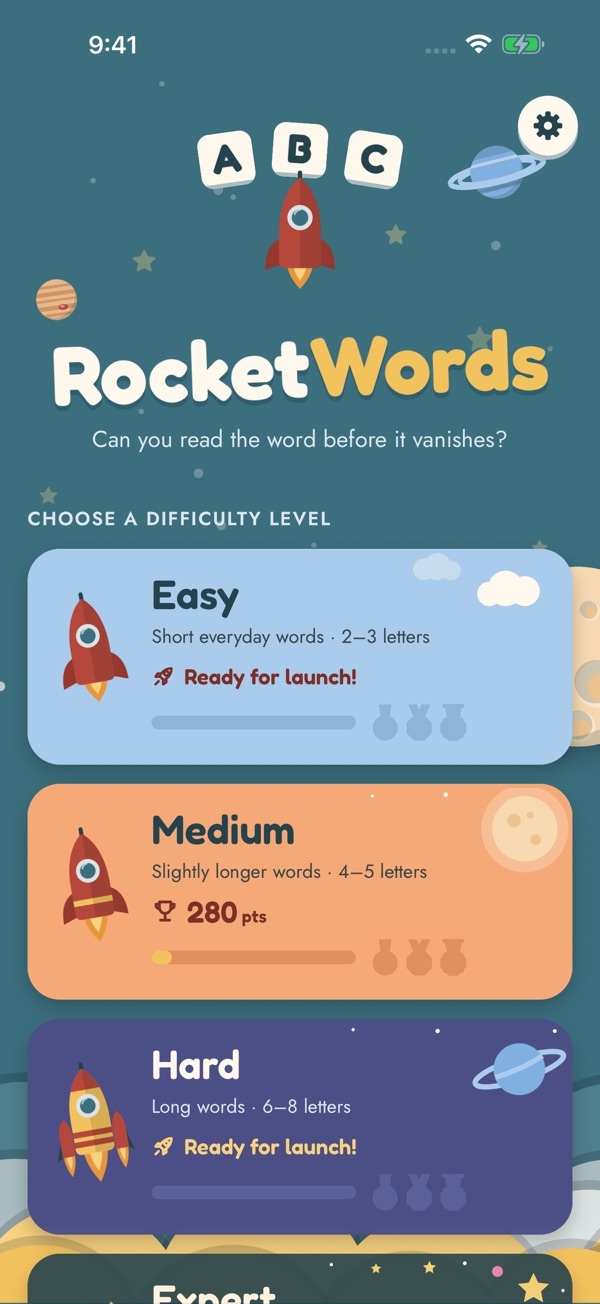 9:41
A B C
RocketWords
Can you read the word before it vanishes?
CHOOSE A DIFFICULTY LEVEL
Easy
Short everyday words · 2–3 letters
Ready for launch!
Medium
Slightly longer words · 4–5 letters
280 pts
Hard
Long words · 6–8 letters
Ready for launch!
Expert